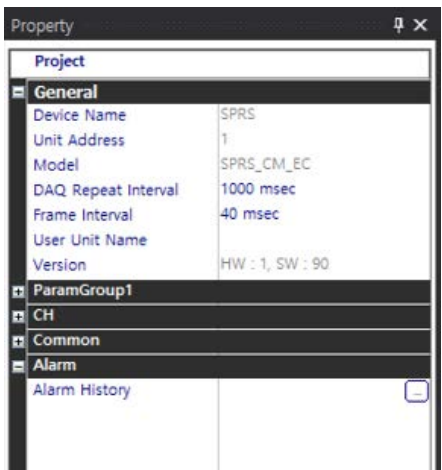 Property
Project
General
Device Name SPRS
Unit Address 1
Model SPRS_CM_EC
DAQ Repeat Interval 1000 msec
Frame Interval 40 msec
User Unit Name
Version HW : 1, SW : 90
ParamGroup1
CH
Common
Alarm
Alarm History ...